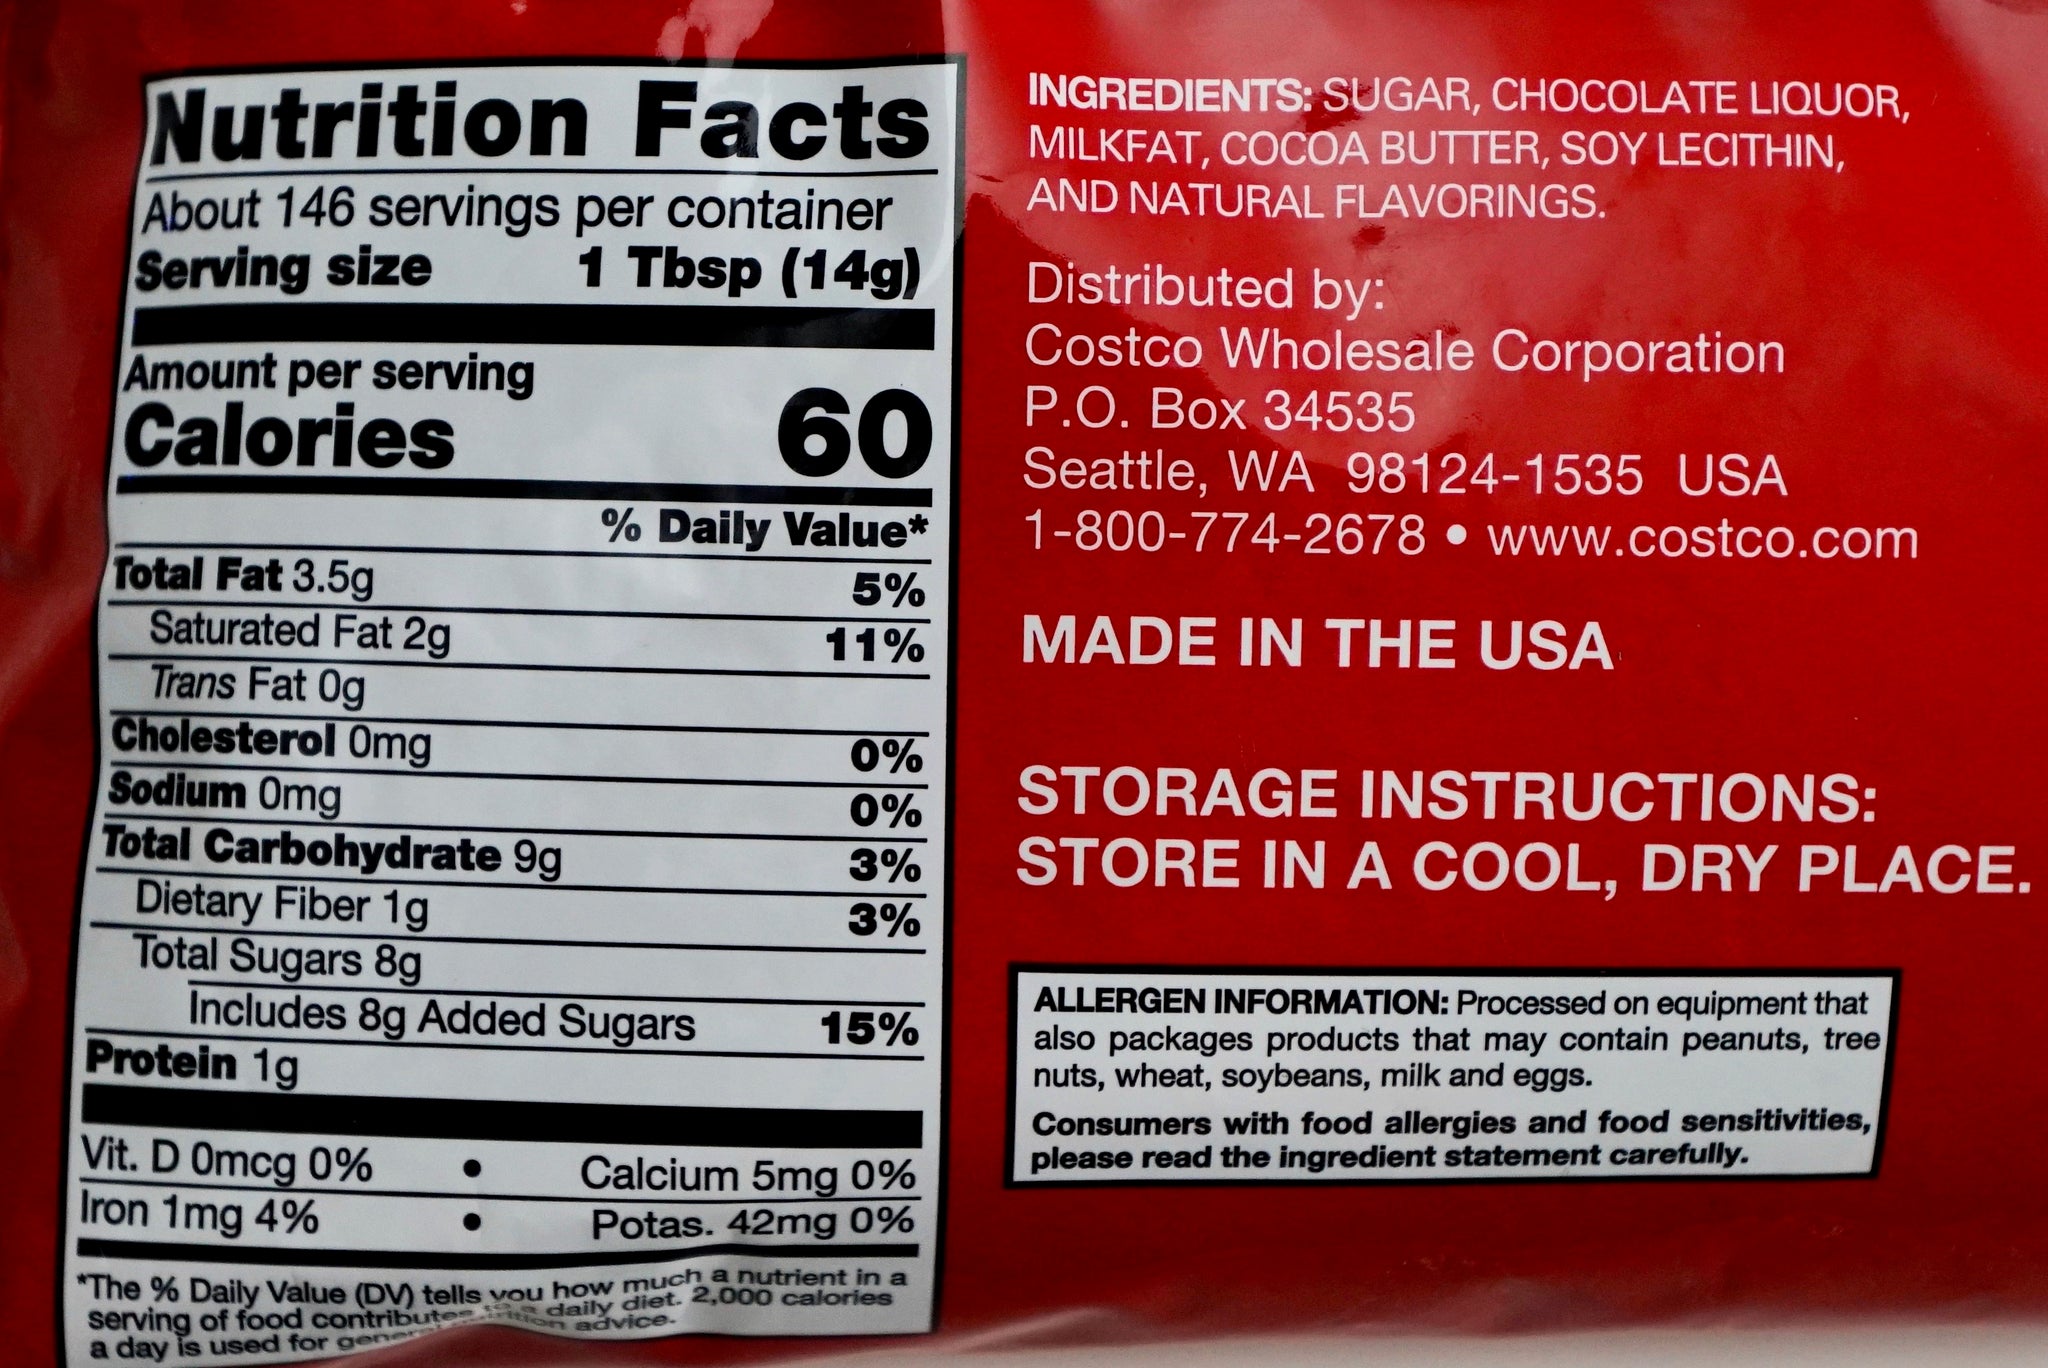 Nutrition Facts
About 146 servings per container
Serving size 1 Tbsp (14g)
Amount per serving
Calories 60
% Daily Value*
Total Fat 3.5g 5%
Saturated Fat 2g 11%
Trans Fat 0g
Cholesterol 0mg 0%
Sodium 0mg 0%
Total Carbohydrate 9g 3%
Dietary Fiber 1g 3%
Total Sugars 8g
Includes 8g Added Sugars 15%
Protein 1g
Vit. D 0mcg 0% • Calcium 5mg 0%
Iron 1mg 4% • Potas. 42mg 0%
*The % Daily Value (DV) tells you how much a nutrient in a
serving of food contributes to a daily diet. 2,000 calories
a day is used for advice.
INGREDIENTS: SUGAR, CHOCOLATE LIQUOR,
MILKFAT, COCOA BUTTER, SOY LECITHIN,
AND NATURAL FLAVORINGS.
Distributed by:
Costco Wholesale Corporation
P.O. Box 34535
Seattle, WA 98124-1535 USA
1-800-774-2678 • www.costco.com
MADE IN THE USA
STORAGE INSTRUCTIONS:
STORE IN A COOL, DRY PLACE.
ALLERGEN INFORMATION: Processed on equipment that
also packages products that may contain peanuts, tree
nuts, wheat, soybeans, milk and eggs.
Consumers with food allergies and food sensitivities,
please read the ingredient statement carefully.